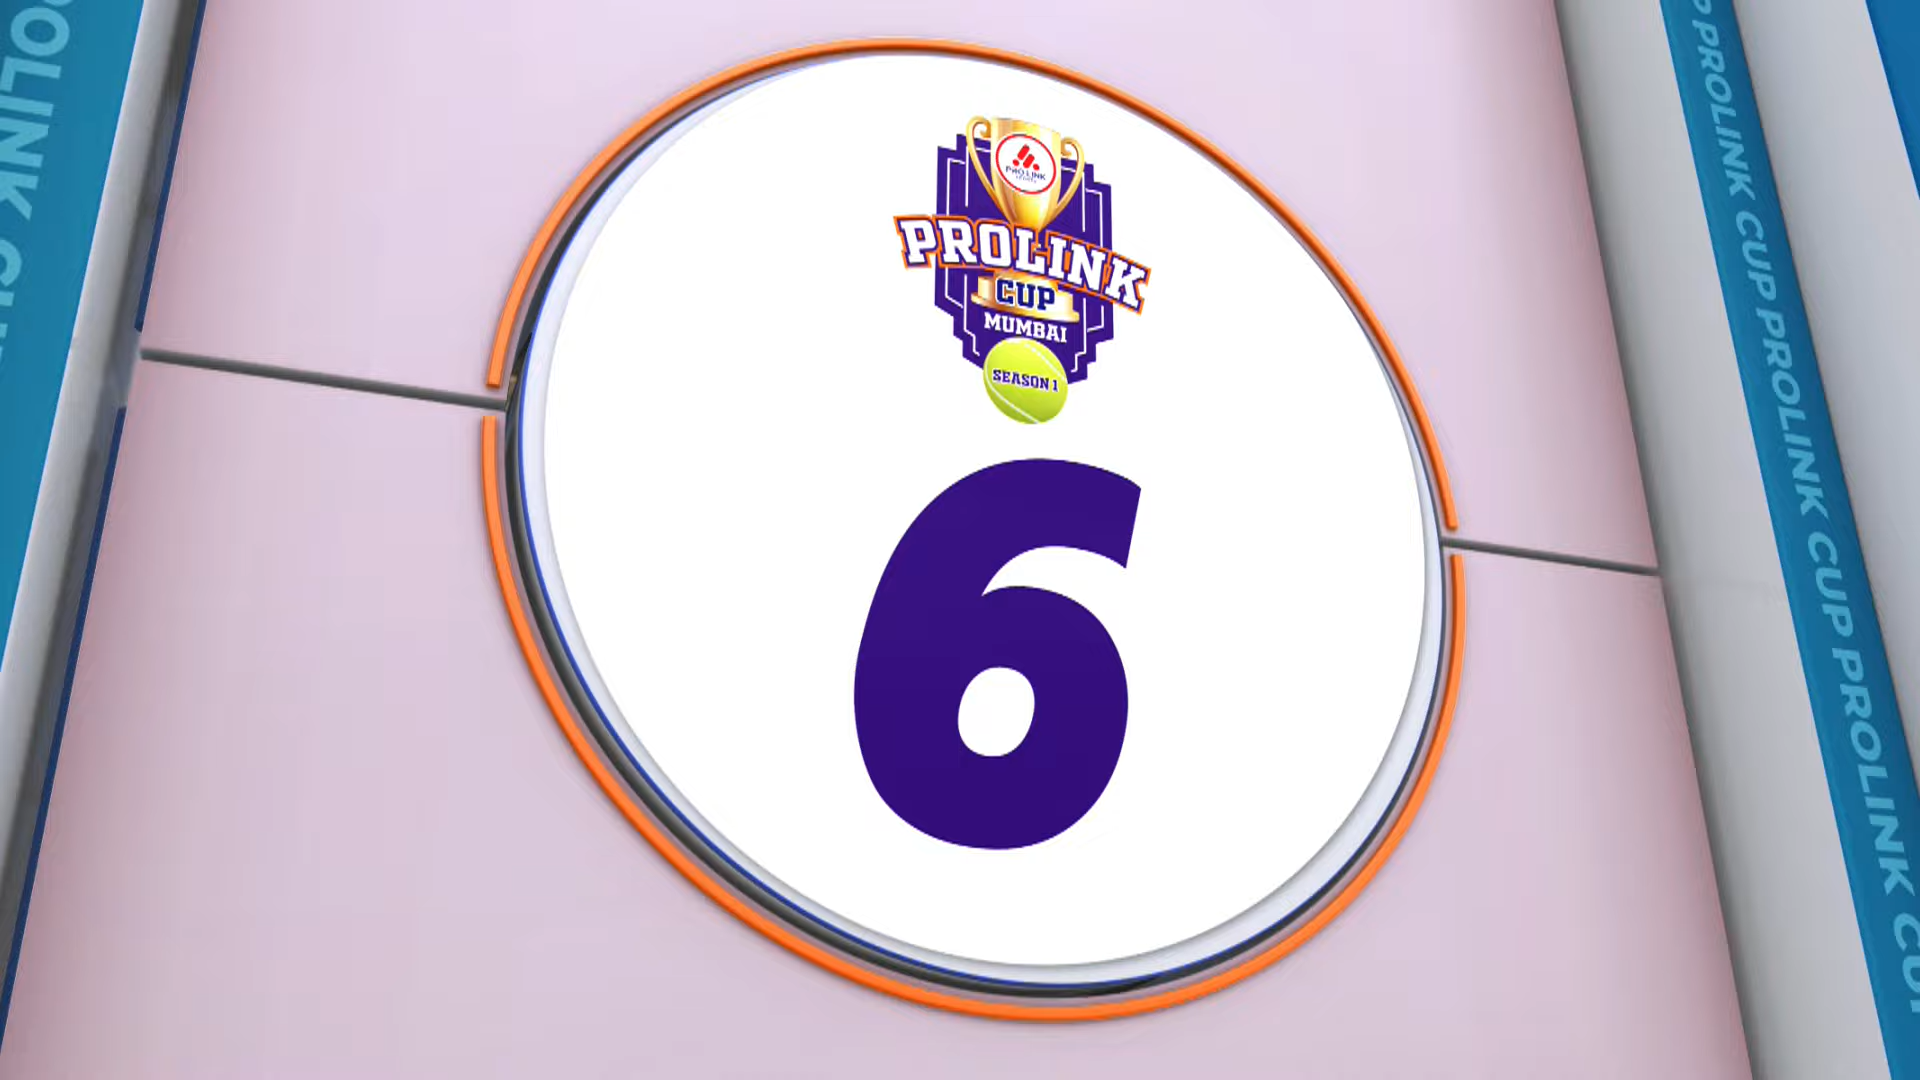 PRO LINK
PROLINK
CUP
MUMBAI
SEASON 1
6
OLINK CU
P PROLINK CUP PROLINK CUP PROLINK CU